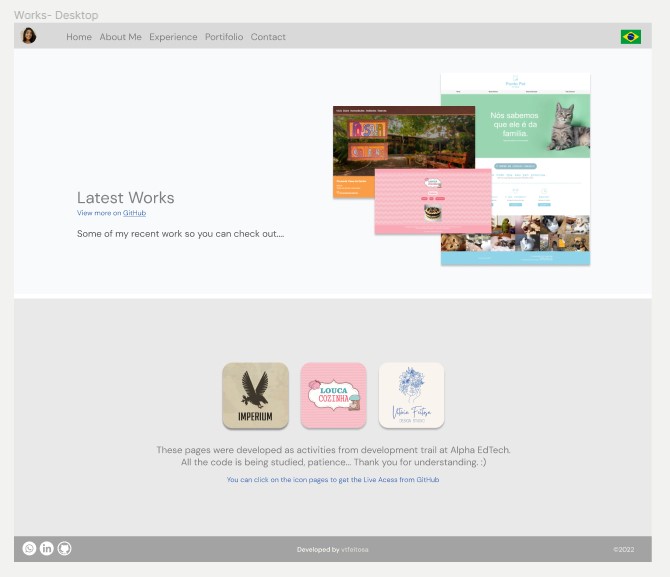 Works- Desktop
Home About Me Experience Portifolio Contact
Nós sabemos
que ele é da
família.
Latest Works
View more on GitHub
Some of my recent work so you can check out....
IMPERIUM
LOUCA
COZINHA
Vitória Feitosa
These pages were developed as activities from development trail at Alpha EdTech.
All the code is being studied, patience... Thank you for understanding. :)
You can click on the icon pages to get the Live Acess from GitHub
Developed by vtfeitosa
©2022